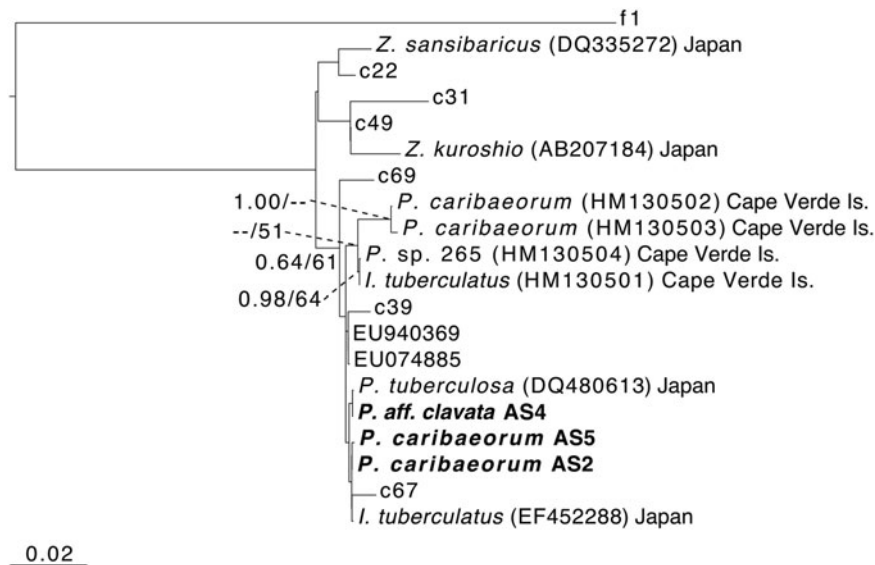 f1
Z. sansibaricus (DQ335272) Japan
c22
c31
c49
Z. kuroshio (AB207184) Japan
c69
1.00/--
P. caribaeorum (HM130502) Cape Verde Is.
P. caribaeorum (HM130503) Cape Verde Is.
--/51
P. sp. 265 (HM130504) Cape Verde Is.
0.64/61
I. tuberculatus (HM130501) Cape Verde Is.
0.98/64
c39
EU940369
EU074885
P. tuberculosa (DQ480613) Japan
P. aff. clavata AS4
P. caribaeorum AS5
P. caribaeorum AS2
c67
I. tuberculatus (EF452288) Japan
0.02